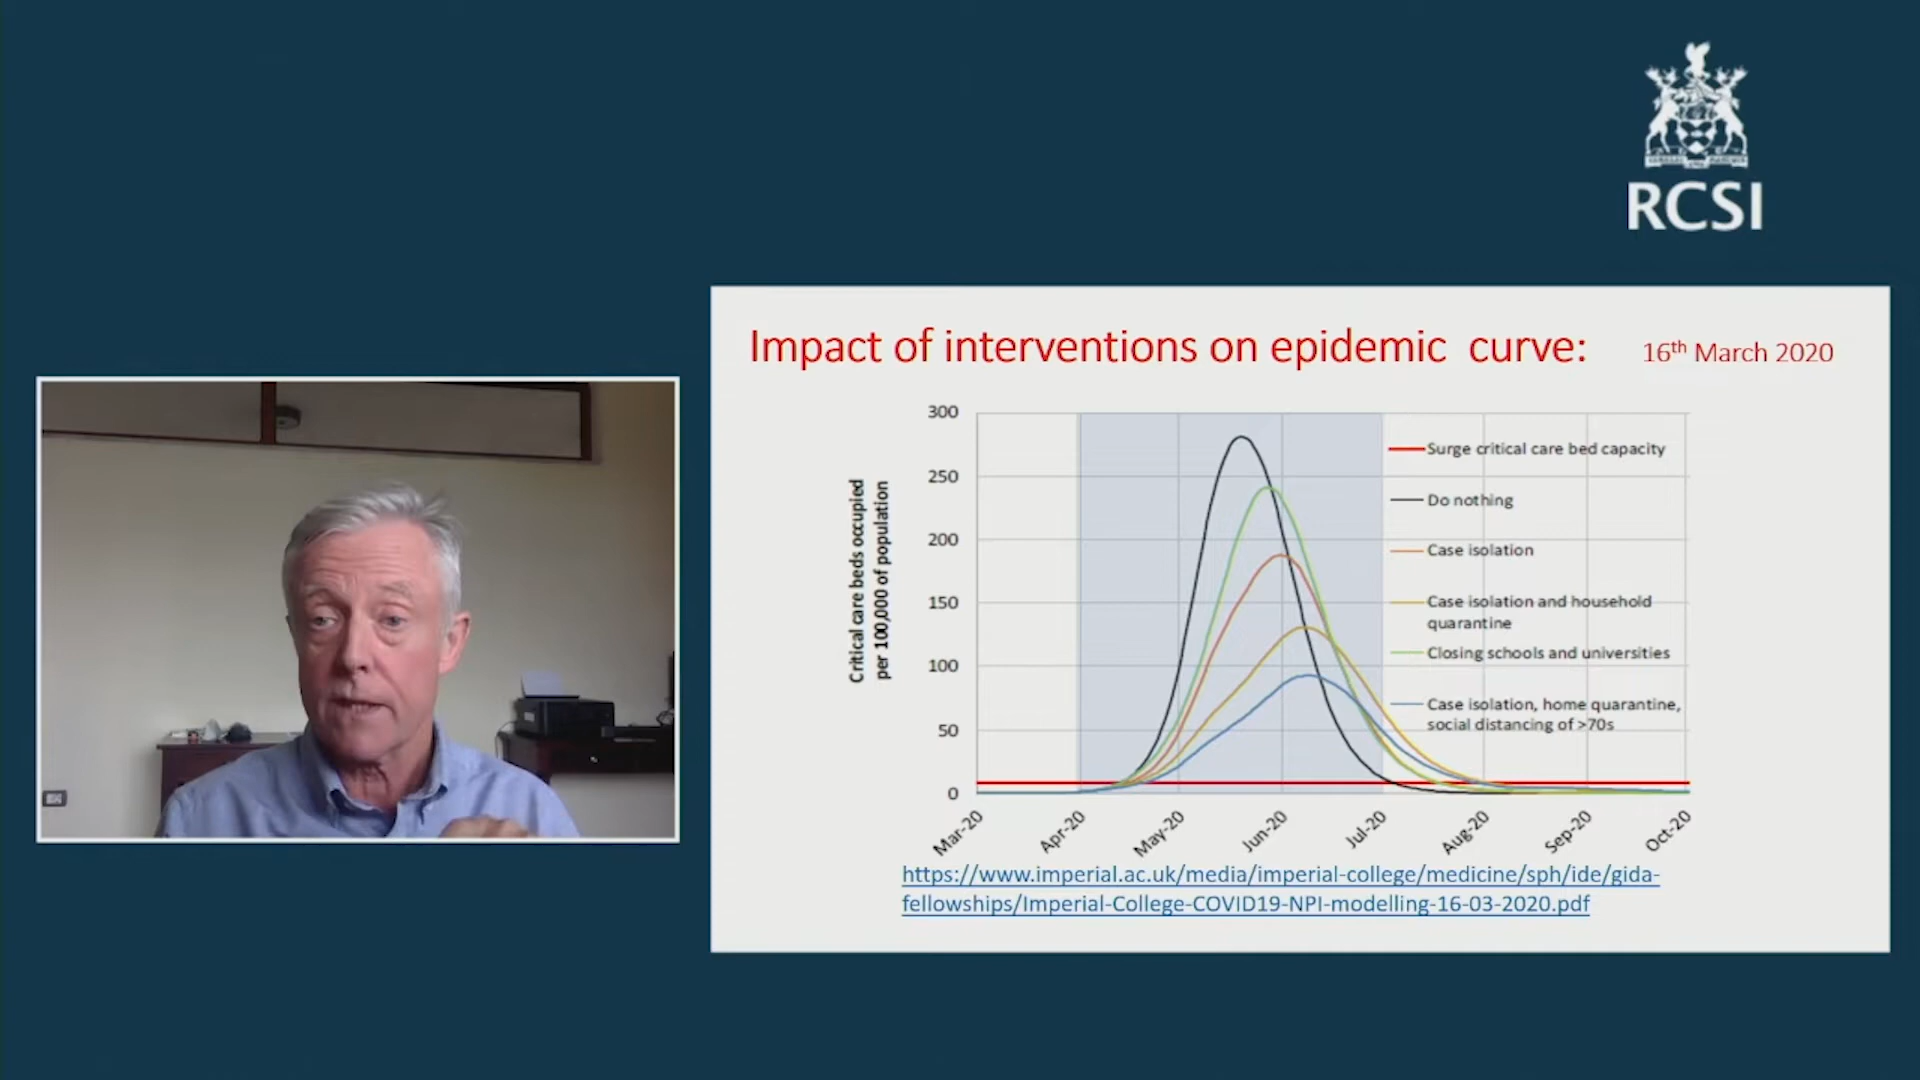 RCSI
Impact of interventions on epidemic curve:
16th March 2020
300
250
200
150
100
50
0
Critical care beds occupied
per 100,000 of population
Surge critical care bed capacity
Do nothing
Case isolation
Case isolation and household
quarantine
Closing schools and universities
Case isolation, home quarantine,
social distancing of >70s
Mar-20
Apr-20
May-20
Jun-20
Jul-20
Aug-20
Sep-20
Oct-20
https://www.imperial.ac.uk/media/imperial-college/medicine/sph/ide/gida-
fellowships/Imperial-College-COVID19-NPI-modelling-16-03-2020.pdf